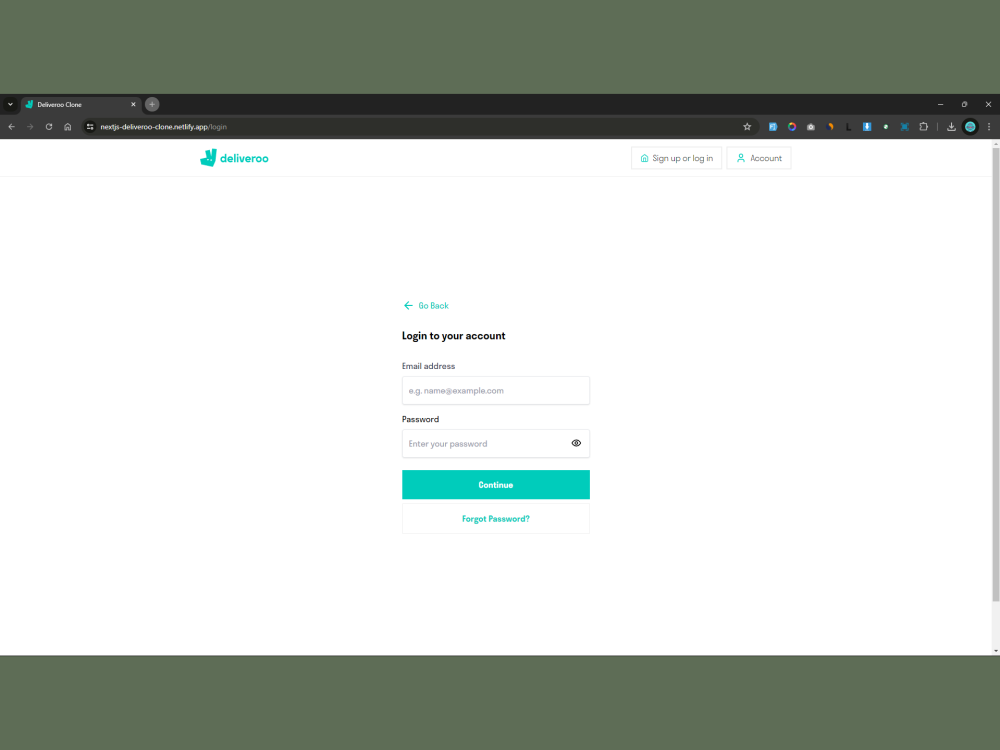 Deliveroo Clone
nextjs-deliveroo-clone.netlify.app/login
deliveroo
Sign up or log in
Account
Go Back
Login to your account
Email address
e.g. name@example.com
Password
Enter your password
Continue
Forgot Password?